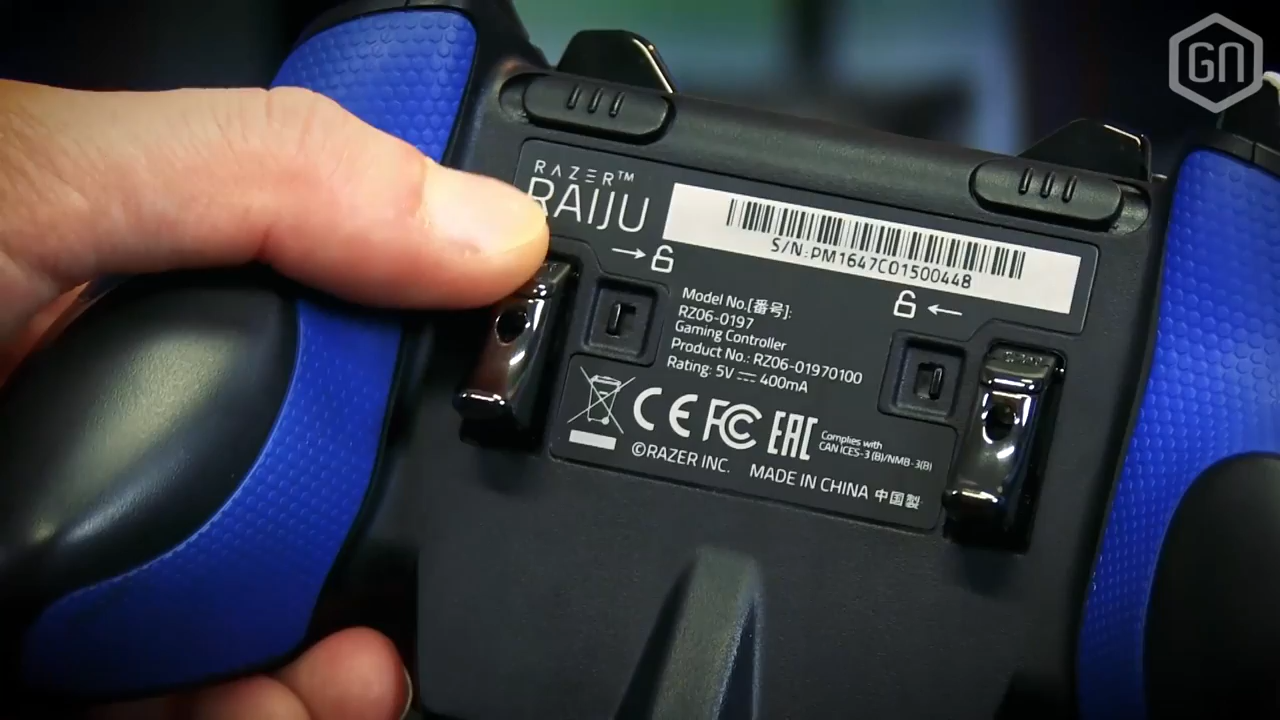 GN
RAZER™
RAIJU
S/N:PM1647C01500448
Model No.[番号]:
RZ06-0197
Gaming Controller
Product No.: RZ06-01970100
Rating: 5V ⎓ 400mA
CE FC EAC
Complies with
CAN ICES-3 (B)/NMB-3(B)
©RAZER INC. MADE IN CHINA 中国製